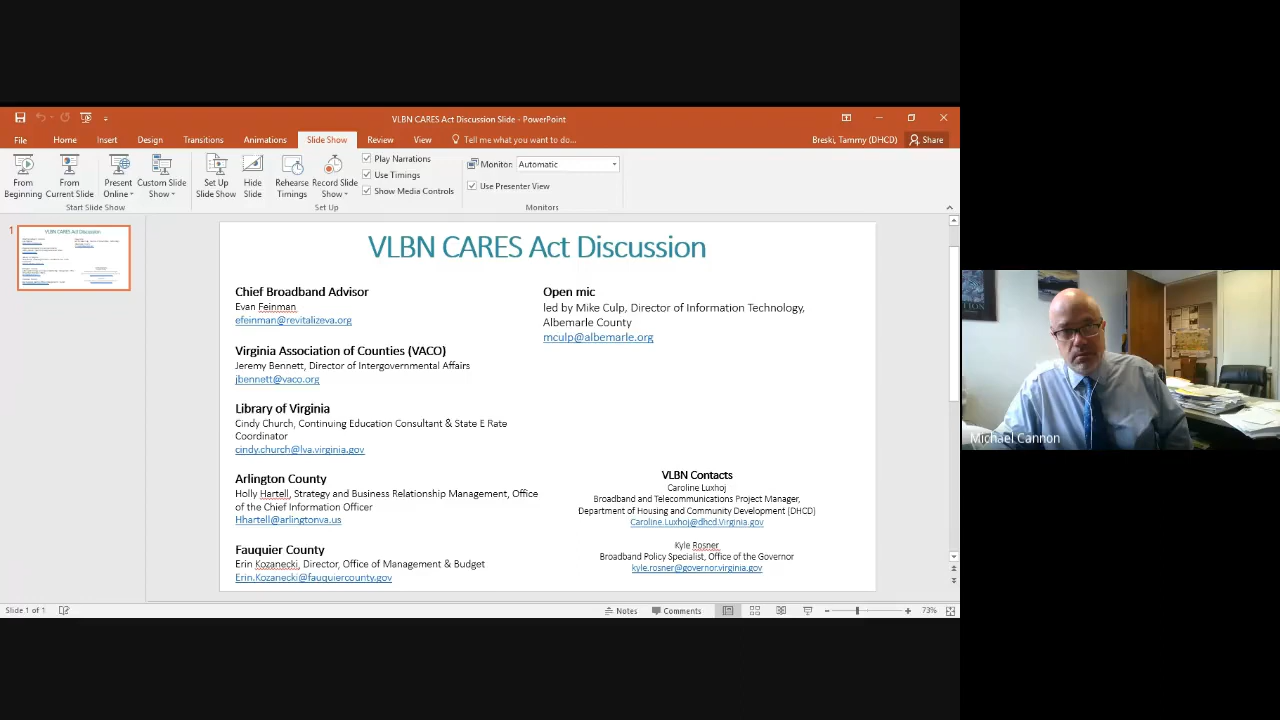 VLBN CARES Act Discussion Slide - PowerPoint
File Home Insert Design Transitions Animations Slide Show Review View Tell me what you want to do... Breski, Tammy (DHCD) Share
From Beginning
From Current Slide
Present Online
Custom Slide Show
Start Slide Show
Set Up Slide Show
Hide Slide
Rehearse Timings
Record Slide Show
Play Narrations
Use Timings
Show Media Controls
Set Up
Monitor: Automatic
Use Presenter View
Monitors
1
VLBN CARES Act Discussion
Chief Broadband Advisor
Evan Feinman
efeinman@revitalizeva.org
Virginia Association of Counties (VACO)
Jeremy Bennett, Director of Intergovernmental Affairs
jbennett@vaco.org
Library of Virginia
Cindy Church, Continuing Education Consultant & State E Rate
Coordinator
cindy.church@lva.virginia.gov
Arlington County
Holly Hartell, Strategy and Business Relationship Management, Office
of the Chief Information Officer
Hhartell@arlingtonva.us
Fauquier County
Erin Kozanecki, Director, Office of Management & Budget
Erin.Kozanecki@fauquiercounty.gov
Open mic
led by Mike Culp, Director of Information Technology,
Albemarle County
mculp@albemarle.org
VLBN Contacts
Caroline Luxhoj
Broadband and Telecommunications Project Manager,
Department of Housing and Community Development (DHCD)
Caroline.Luxhoj@dhcd.Virginia.gov
Kyle Rosner
Broadband Policy Specialist, Office of the Governor
kyle.rosner@governor.virginia.gov
Michael Cannon
Slide 1 of 1
Notes Comments 73%